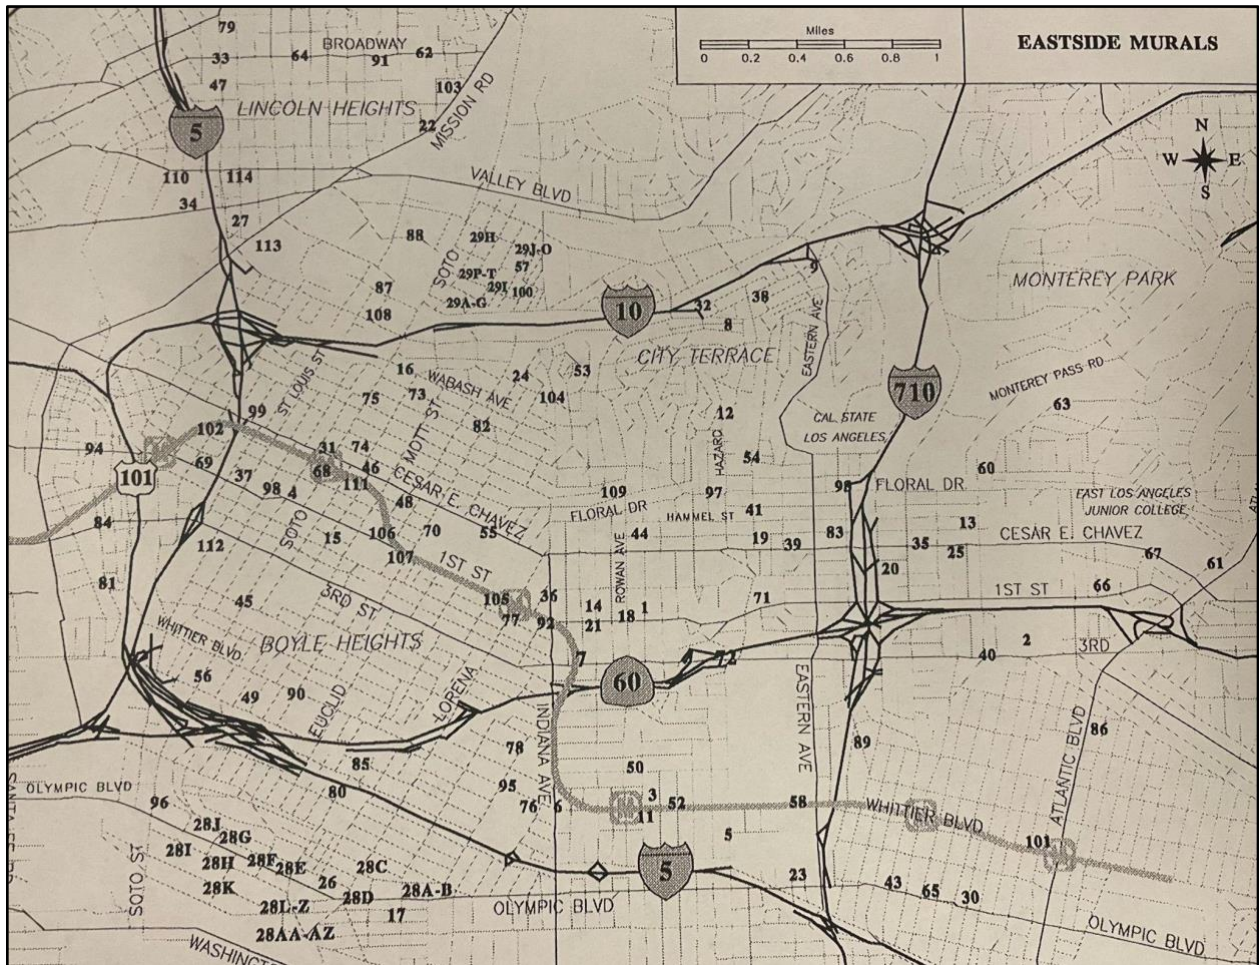 79
BROADWAY
33
64
91
62
47
103
LINCOLN HEIGHTS
22
MISSION RD
5
Miles
0 0.2 0.4 0.6 0.8 1
EASTSIDE MURALS
N
W E
S
110
114
VALLEY BLVD
34
27
113
88
29H
29J-O
57
SOTO
29P-T
29I
100
29A-G
87
108
10
9
32
38
8
MONTEREY PARK
CITY TERRACE
EASTERN AVE
710
MONTEREY PASS RD
63
ST LOUIS ST
16
WABASH AVE
24
53
104
75
73
MOTT ST
82
99
102
12
HAZARD
CAL STATE
LOS ANGELES
94
101
69
31
74
68
46
111
37
98
4
CESAR E. CHAVEZ
48
54
60
109
97
98
FLORAL DR
EAST LOS ANGELES
JUNIOR COLLEGE
84
SOTO
15
106
70
55
FLORAL DR
HAMMEL ST
41
13
CESAR E. CHAVEZ
112
107
44
19
39
83
35
25
67
61
1ST ST
ROWAN AVE
20
81
45
3RD ST
105
36
77
92
14
21
18
1
71
1ST ST
66
WHITTIER BLVD
BOYLE HEIGHTS
2
3RD
40
7
72
60
56
49
90
EUCLID
LORENA
INDIANA AVE
EASTERN AVE
78
89
86
ATLANTIC BLVD
85
50
OLYMPIC BLVD
80
95
96
76
6
3
52
11
58
WHITTIER BLVD
101
28J
28G
28I
28H
28F
28E
28C
28K
26
28D
28A-B
5
5
23
43
65
30
SOTO ST
28L-Z
17
OLYMPIC BLVD
28AA-AZ
OLYMPIC BLVD